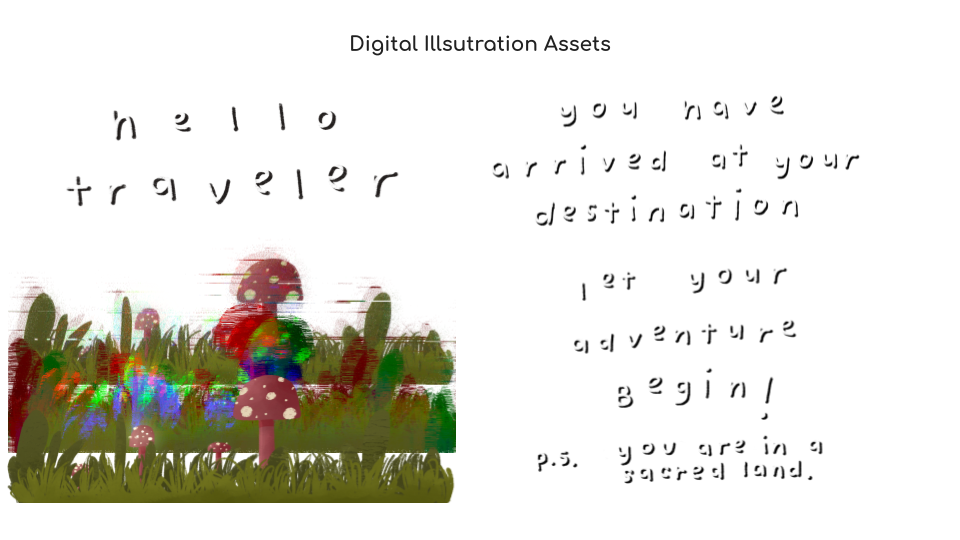 Digital Illsutration Assets
hello
traveler
you have
arrived at your
destination
let your
adventure
Begin!
p.s. you are in a
sacred land.